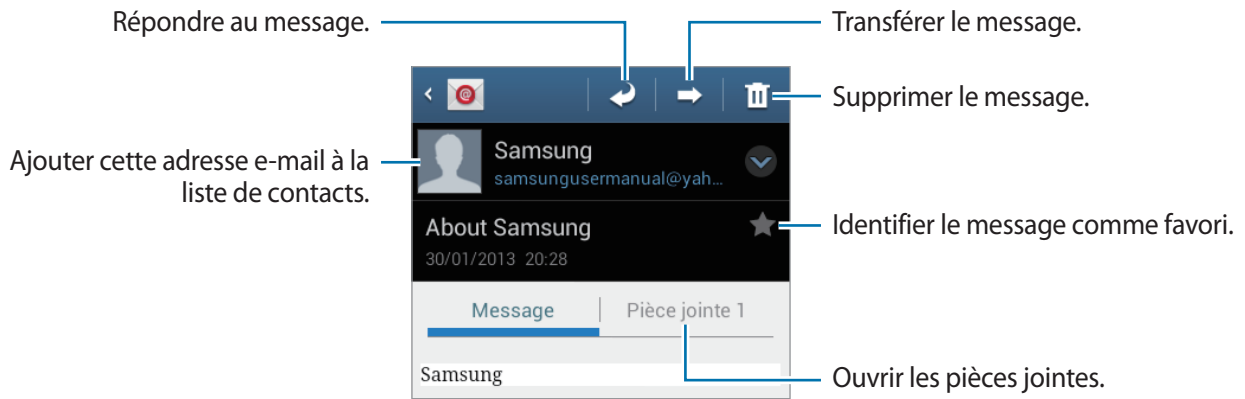 Répondre au message.
Transférer le message.
Supprimer le message.
Ajouter cette adresse e-mail à la
liste de contacts.
Samsung
samsungusermanual@yah...
About Samsung
30/01/2013 20:28
Identifier le message comme favori.
Message
Pièce jointe 1
Samsung
Ouvrir les pièces jointes.